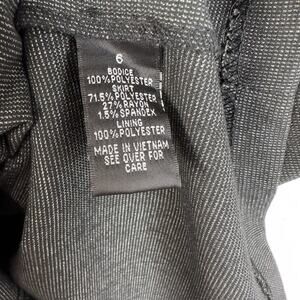 6
BODICE
100% POLYESTER
SKIRT
71.5% POLYESTER
27% RAYON
1.5% SPANDEX
LINING
100% POLYESTER
MADE IN VIETNAM
SEE OVER FOR
CARE